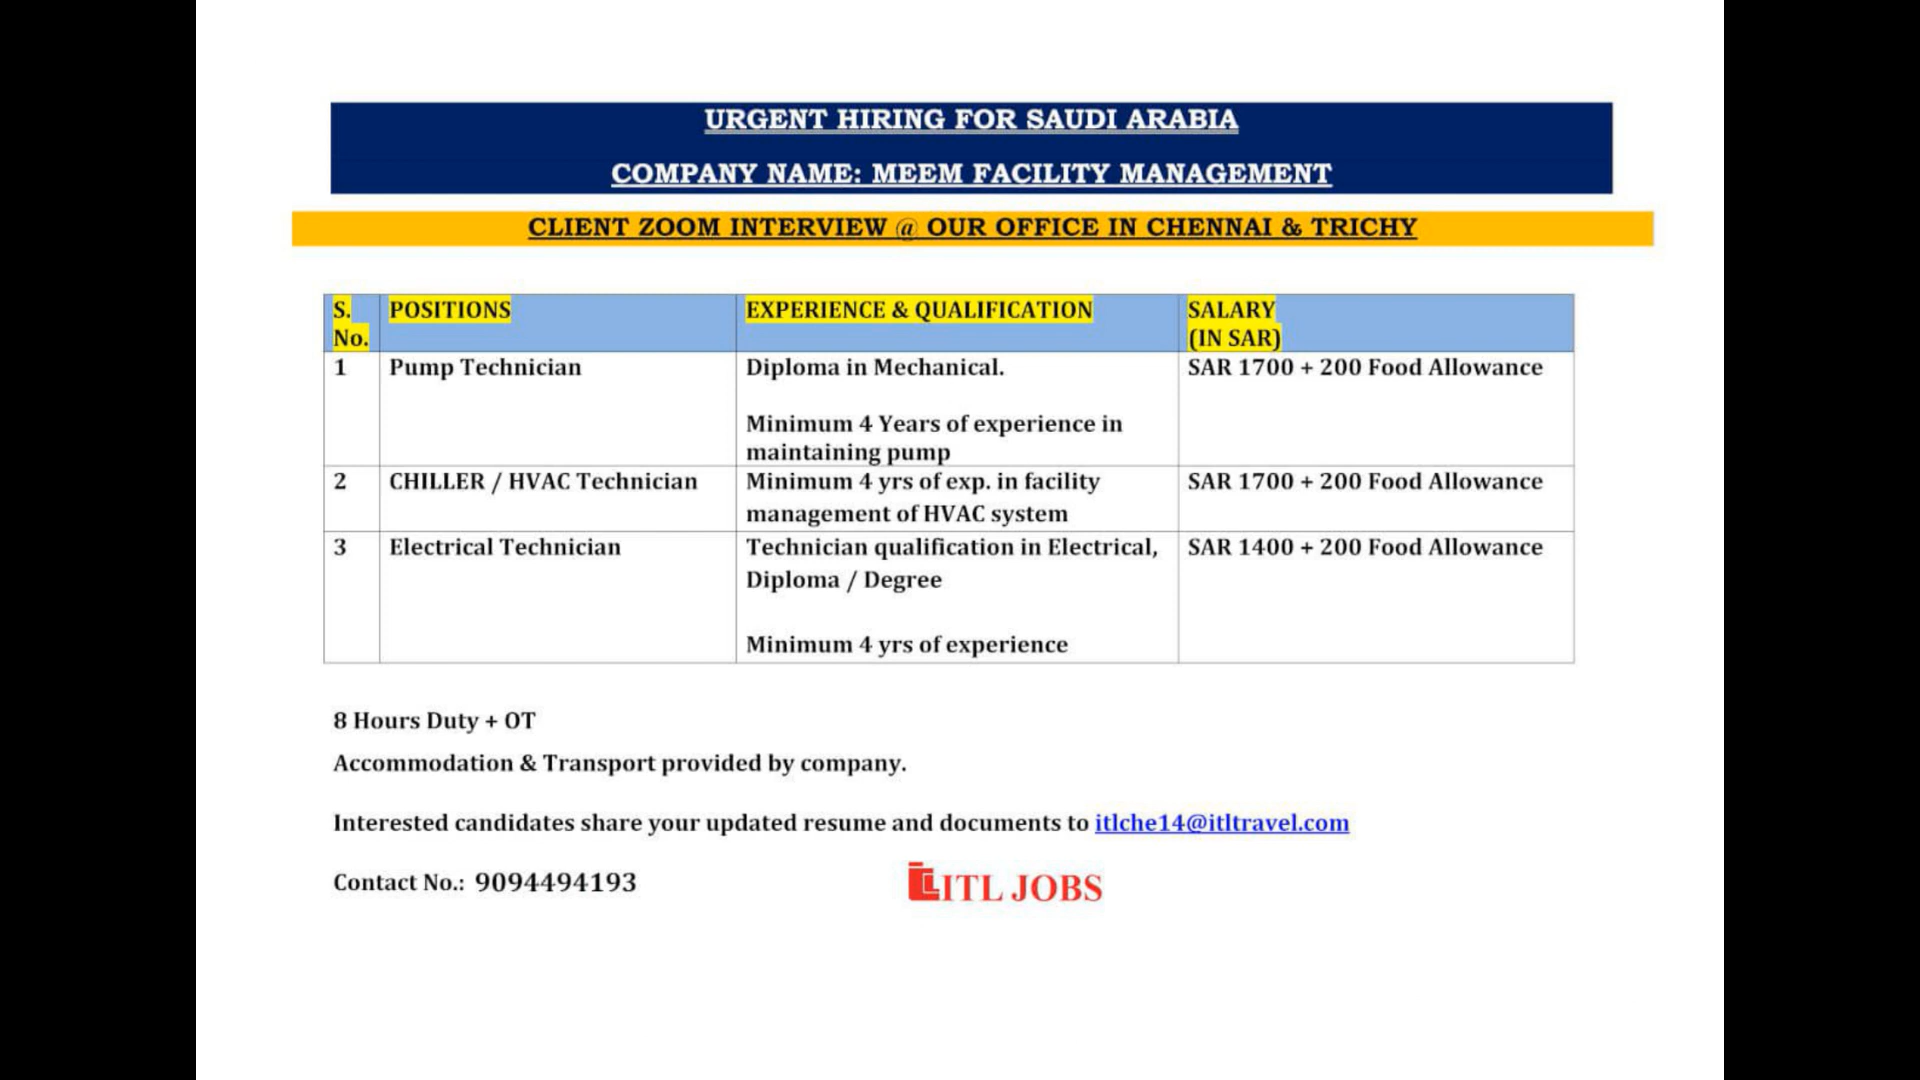 URGENT HIRING FOR SAUDI ARABIA
COMPANY NAME: MEEM FACILITY MANAGEMENT
CLIENT ZOOM INTERVIEW @ OUR OFFICE IN CHENNAI & TRICHY
S. No. POSITIONS EXPERIENCE & QUALIFICATION SALARY (IN SAR)
1 Pump Technician Diploma in Mechanical. SAR 1700 + 200 Food Allowance
Minimum 4 Years of experience in
maintaining pump
2 CHILLER / HVAC Technician Minimum 4 yrs of exp. in facility SAR 1700 + 200 Food Allowance
management of HVAC system
3 Electrical Technician Technician qualification in Electrical, SAR 1400 + 200 Food Allowance
Diploma / Degree
Minimum 4 yrs of experience
8 Hours Duty + OT
Accommodation & Transport provided by company.
Interested candidates share your updated resume and documents to itlche14@itltravel.com
Contact No.: 9094494193
ITL JOBS